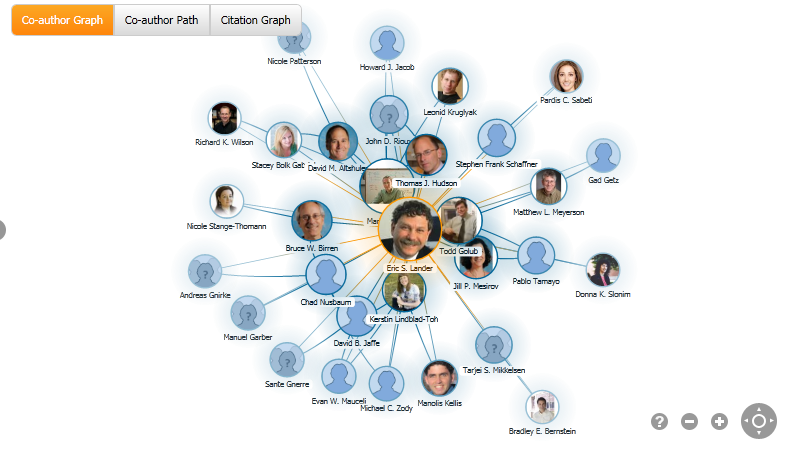 Co-author Graph
Co-author Path
Citation Graph
Nicole Patterson
Howard J. Jacob
Pardis C. Sabeti
Leonid Kruglyak
Richard K. Wilson
John D. Rioux
Stacey Bolk Gab
David M. Altshule
Stephen Frank Schaffner
Thomas J. Hudson
Gad Getz
Matthew L. Meyerson
Nicole Stange-Thomann
Mar
Bruce W. Birren
Todd Golub
Eric S. Lander
Jill P. Mesirov
Pablo Tamayo
Andreas Gnirke
Donna K. Slonim
Chad Nusbaum
Kerstin Lindblad-Toh
Manuel Garber
David B. Jaffe
Tarjei S. Mikkelsen
Sante Gnerre
Evan W. Mauceli
Michael C. Zody
Manolis Kellis
Bradley E. Bernstein